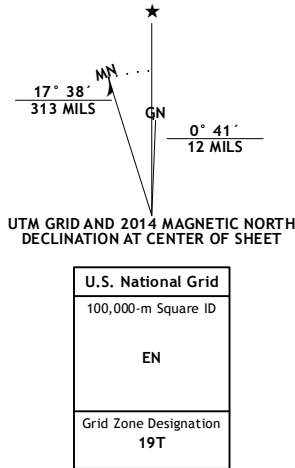 ★
MN
GN
17° 38´
313 MILS
0° 41´
12 MILS
UTM GRID AND 2014 MAGNETIC NORTH
DECLINATION AT CENTER OF SHEET
U.S. National Grid
100,000-m Square ID
EN
Grid Zone Designation
19T